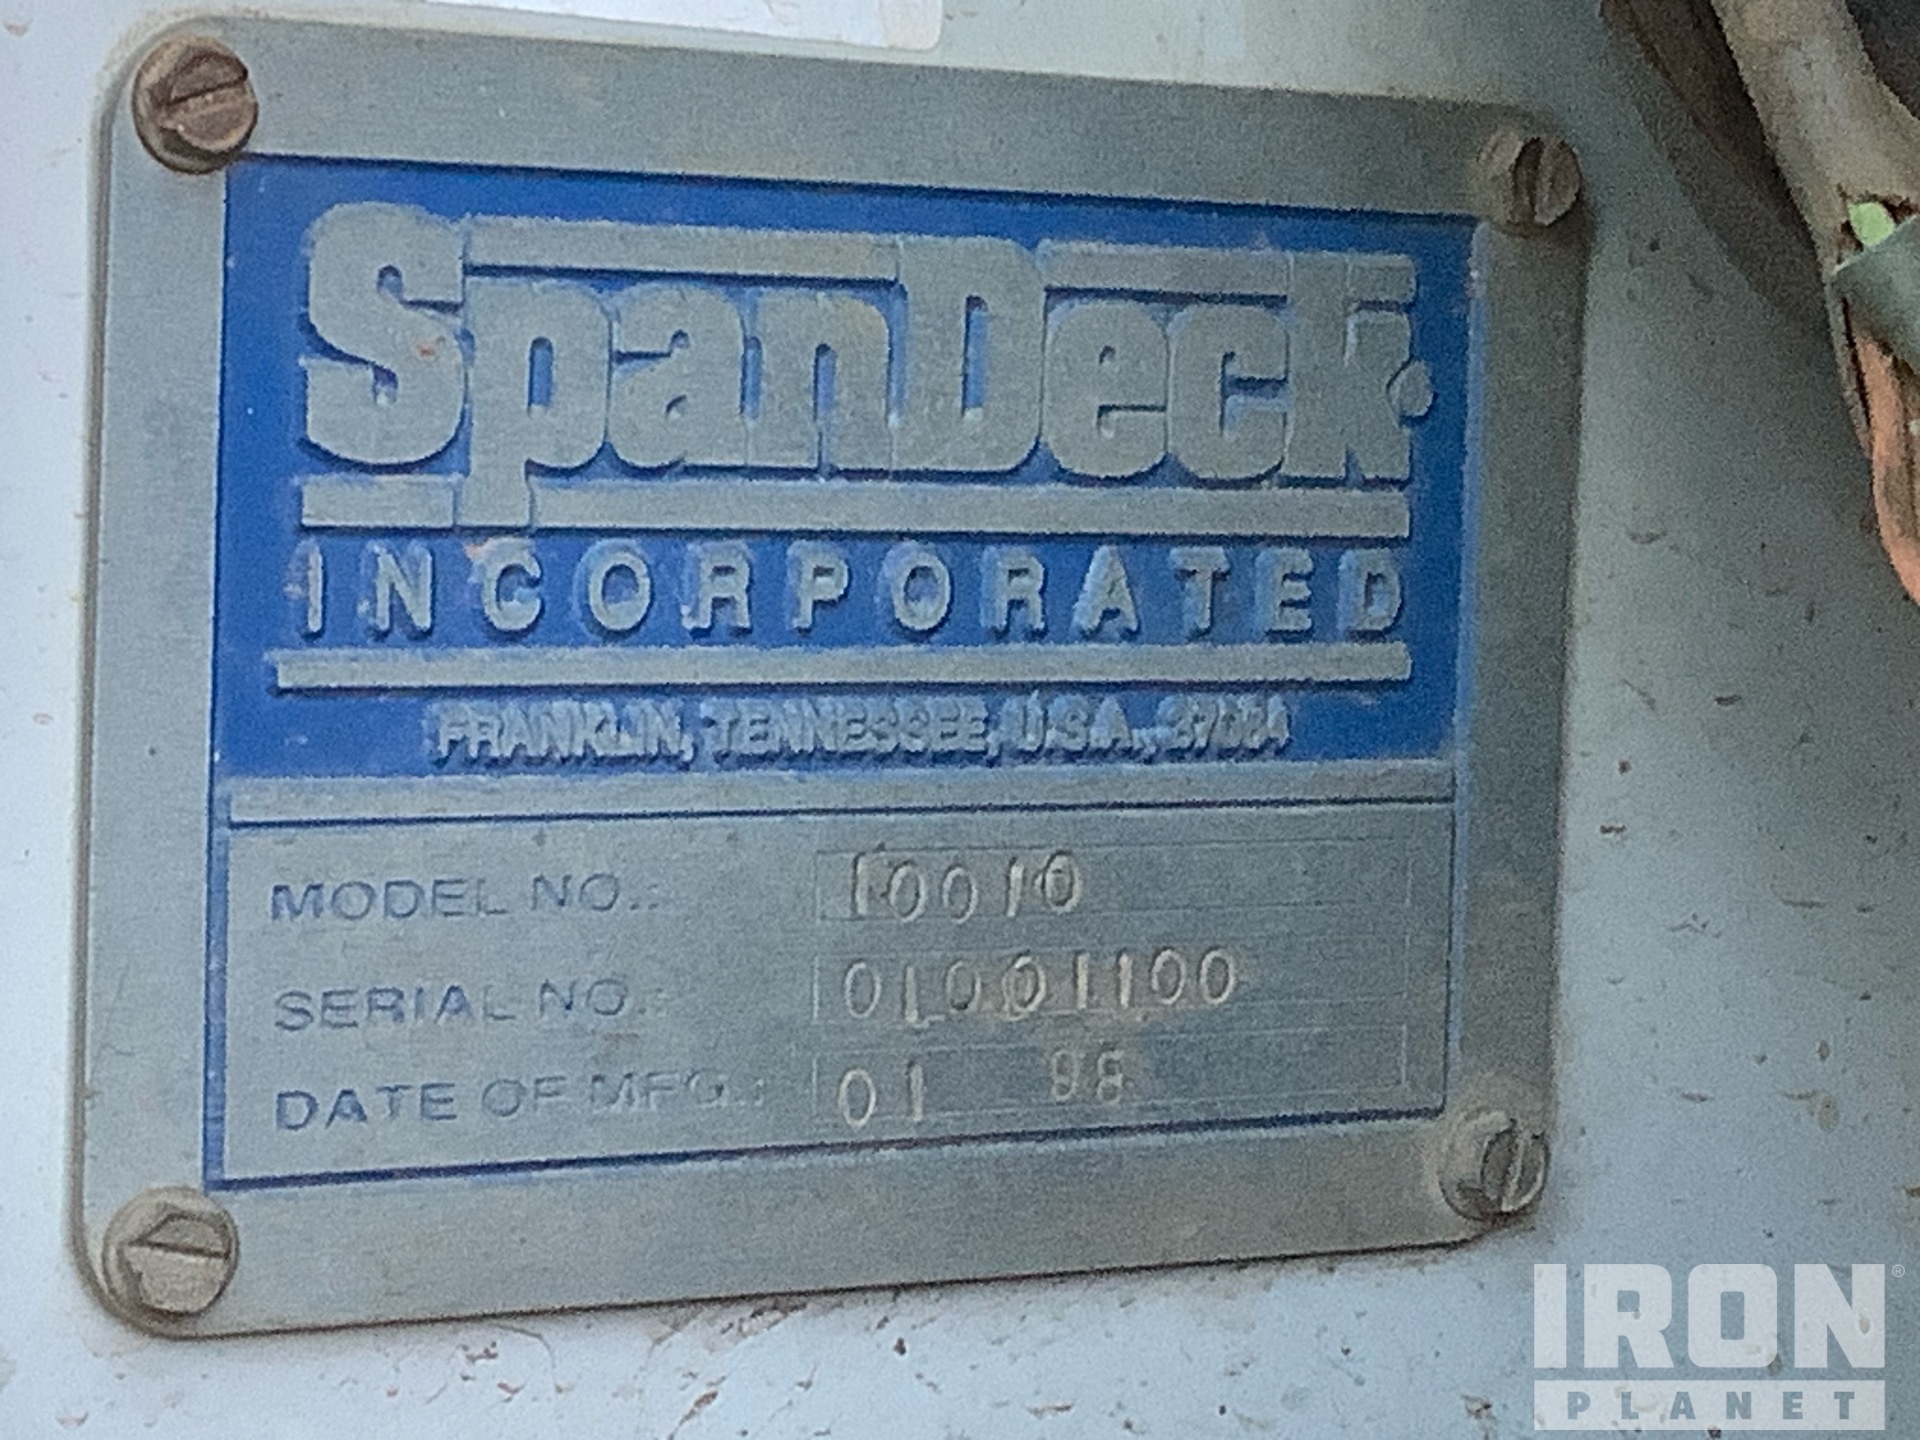 SpanDeck
INCORPORATED
FRANKLIN, TENNESSEE, U.S.A., 37064
MODEL NO.: 10010
SERIAL NO.: 01001100
DATE OF MFG.: 01 98
IRON®
PLANET